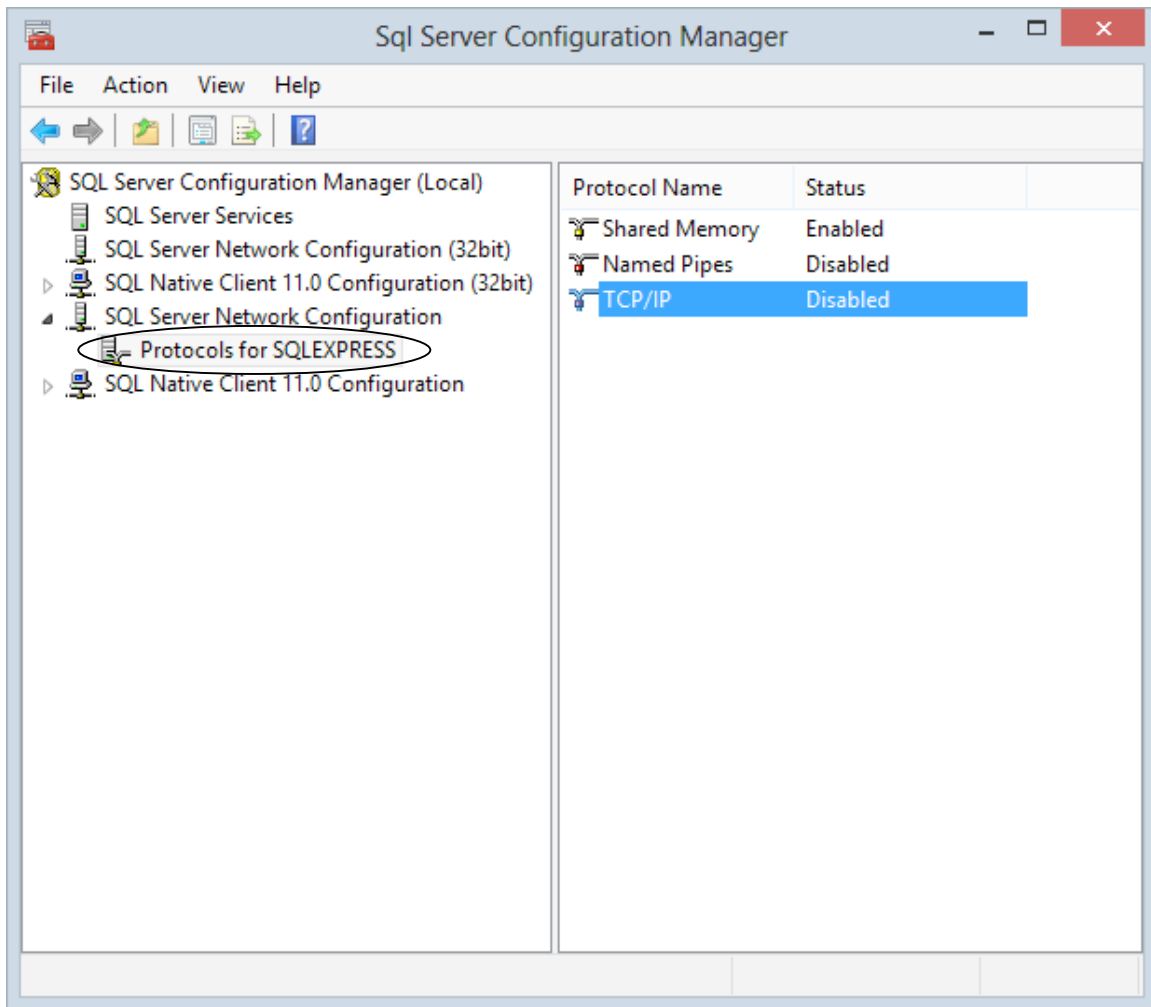 Sql Server Configuration Manager
File Action View Help
SQL Server Configuration Manager (Local)
SQL Server Services
SQL Server Network Configuration (32bit)
SQL Native Client 11.0 Configuration (32bit)
SQL Server Network Configuration
Protocols for SQLEXPRESS
SQL Native Client 11.0 Configuration
Protocol Name Status
Shared Memory Enabled
Named Pipes Disabled
TCP/IP Disabled